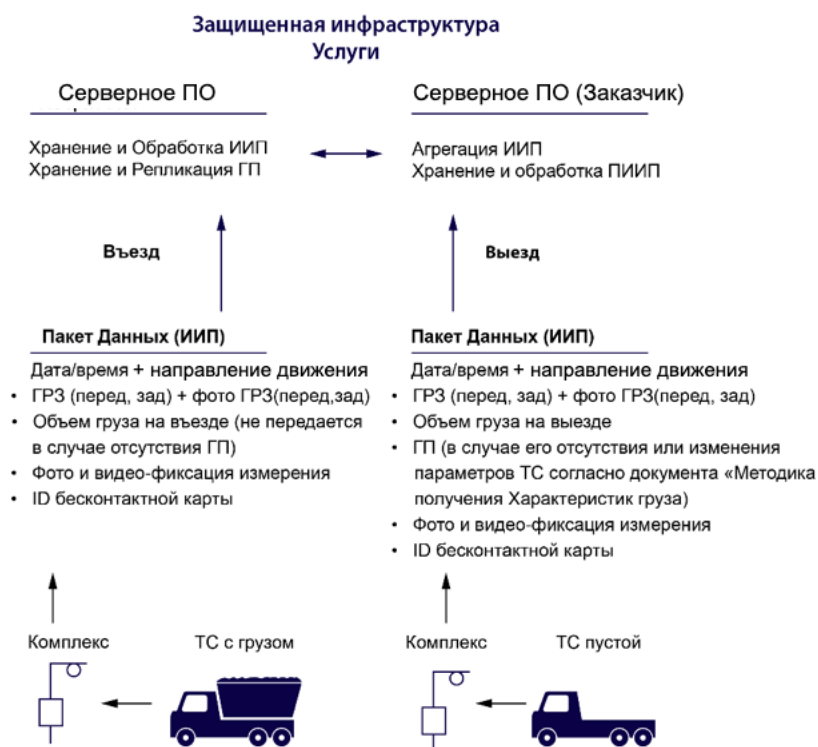 Защищенная инфраструктура
Услуги
Серверное ПО
Хранение и Обработка ИИП
Хранение и Репликация ГП
Въезд
Пакет Данных (ИИП)
Дата/время + направление движения
• ГРЗ (перед, зад) + фото ГРЗ(перед,зад)
• Объем груза на въезде (не передается
в случае отсутствия ГП)
• Фото и видео-фиксация измерения
• ID бесконтактной карты
Комплекс
ТС с грузом
Серверное ПО (Заказчик)
Агрегация ИИП
Хранение и обработка ПИИП
Выезд
Пакет Данных (ИИП)
Дата/время + направление движения
• ГРЗ (перед, зад) + фото ГРЗ(перед, зад)
• Объем груза на выезде
• ГП (в случае его отсутствия или изменения
параметров ТС согласно документа «Методика
получения Характеристик груза)
• Фото и видео-фиксация измерения
• ID бесконтактной карты
Комплекс
ТС пустой